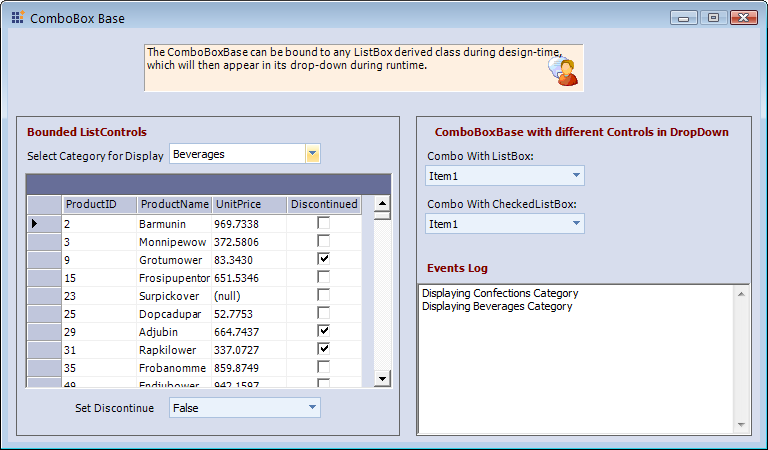 ComboBox Base
The ComboBoxBase can be bound to any ListBox derived class during design-time,
which will then appear in its drop-down during runtime.
Bounded ListControls
Select Category for Display Beverages
ProductID ProductName UnitPrice Discontinued
2 Barmunin 969.7338
3 Monnipewow 372.5806
9 Grotumower 83.3430
15 Frosipupentor 651.5346
23 Surpickover (null)
25 Dopcadupar 52.7753
29 Adjubin 664.7437
31 Rapkilower 337.0727
35 Frobanomme 859.8749
49 Endiubower 942.1597
Set Discontinue False
ComboBoxBase with different Controls in DropDown
Combo With ListBox:
Item1
Combo With CheckedListBox:
Item1
Events Log
Displaying Confections Category
Displaying Beverages Category